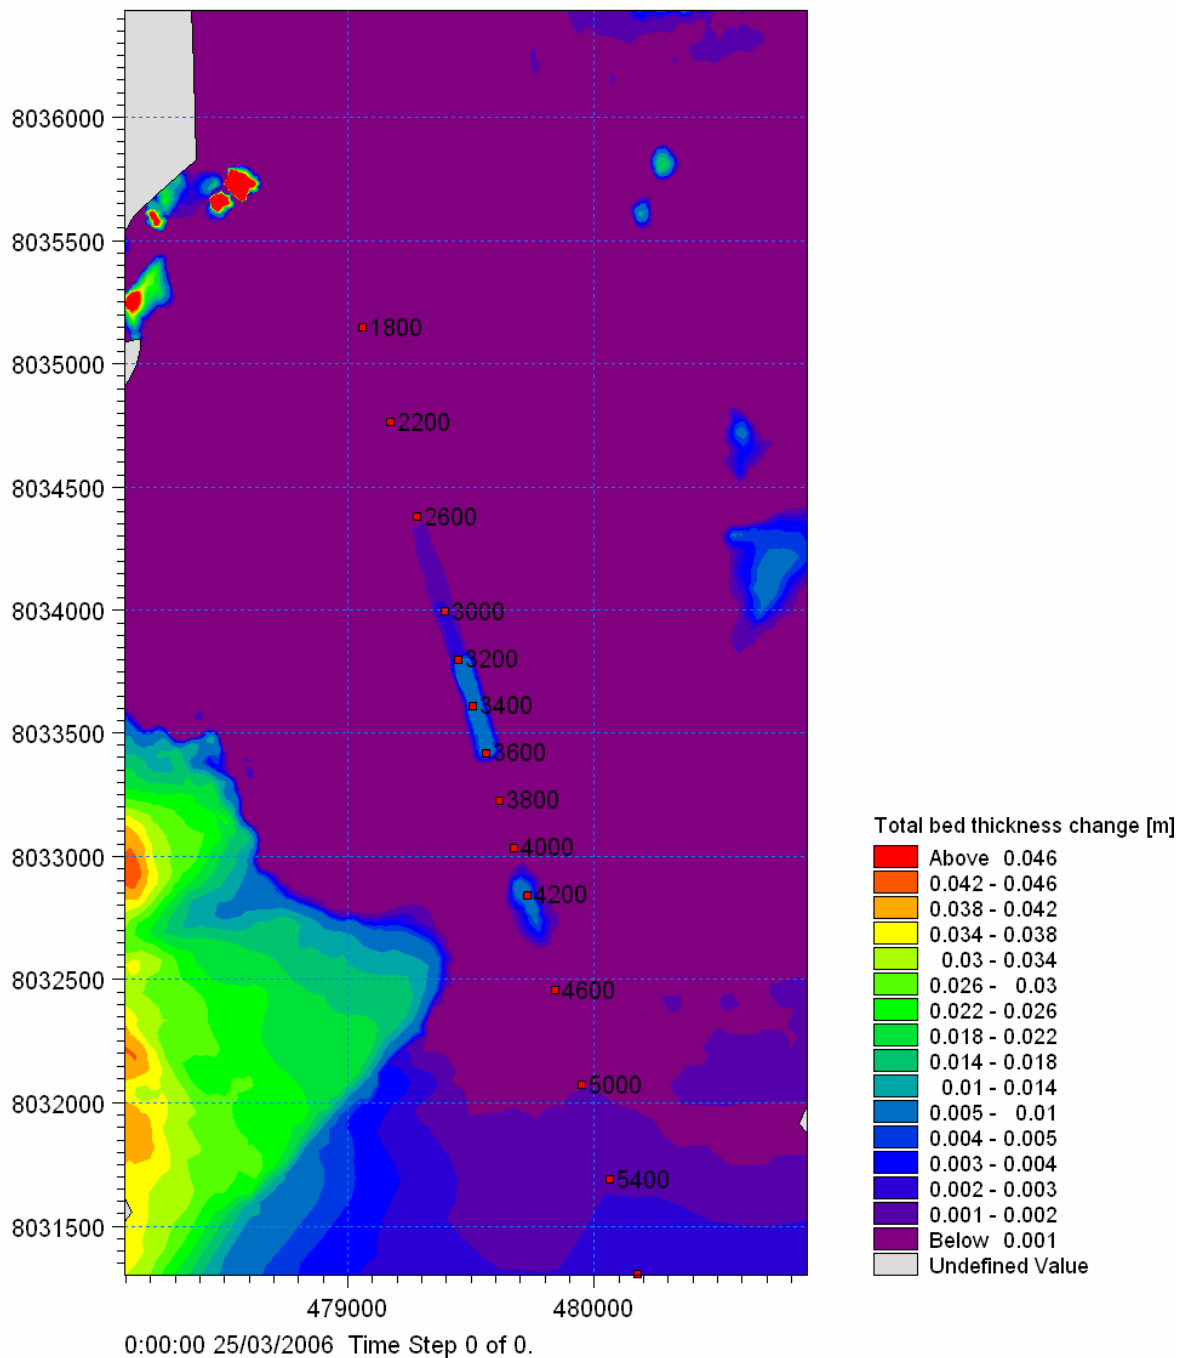 8036000
8035500
8035000
8034500
8034000
8033500
8033000
8032500
8032000
8031500
1800
2200
2600
3000
3200
3400
3600
3800
4000
4200
4600
5000
5400
479000 480000
0:00:00 25/03/2006 Time Step 0 of 0.
Total bed thickness change [m]
Above 0.046
0.042 - 0.046
0.038 - 0.042
0.034 - 0.038
0.03 - 0.034
0.026 - 0.03
0.022 - 0.026
0.018 - 0.022
0.014 - 0.018
0.01 - 0.014
0.005 - 0.01
0.004 - 0.005
0.003 - 0.004
0.002 - 0.003
0.001 - 0.002
Below 0.001
Undefined Value